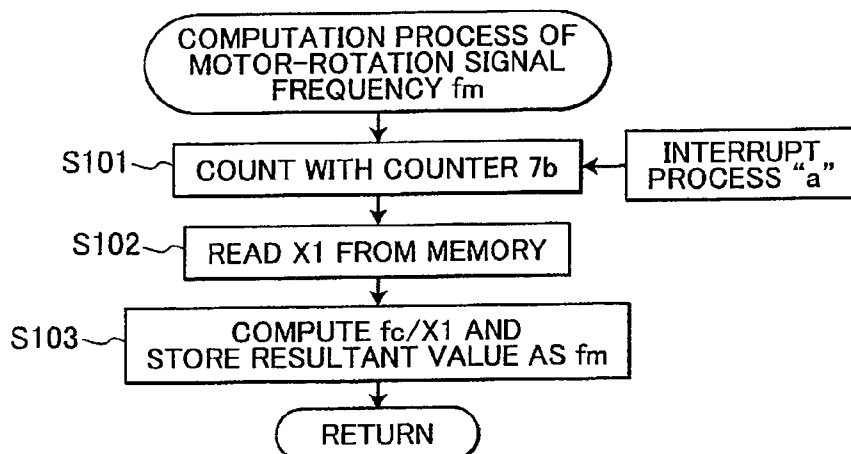 COMPUTATION PROCESS OF
MOTOR-ROTATION SIGNAL
FREQUENCY fm
S101
COUNT WITH COUNTER 7b
INTERRUPT
PROCESS “a”
S102
READ X1 FROM MEMORY
S103
COMPUTE fc/X1 AND
STORE RESULTANT VALUE AS fm
RETURN